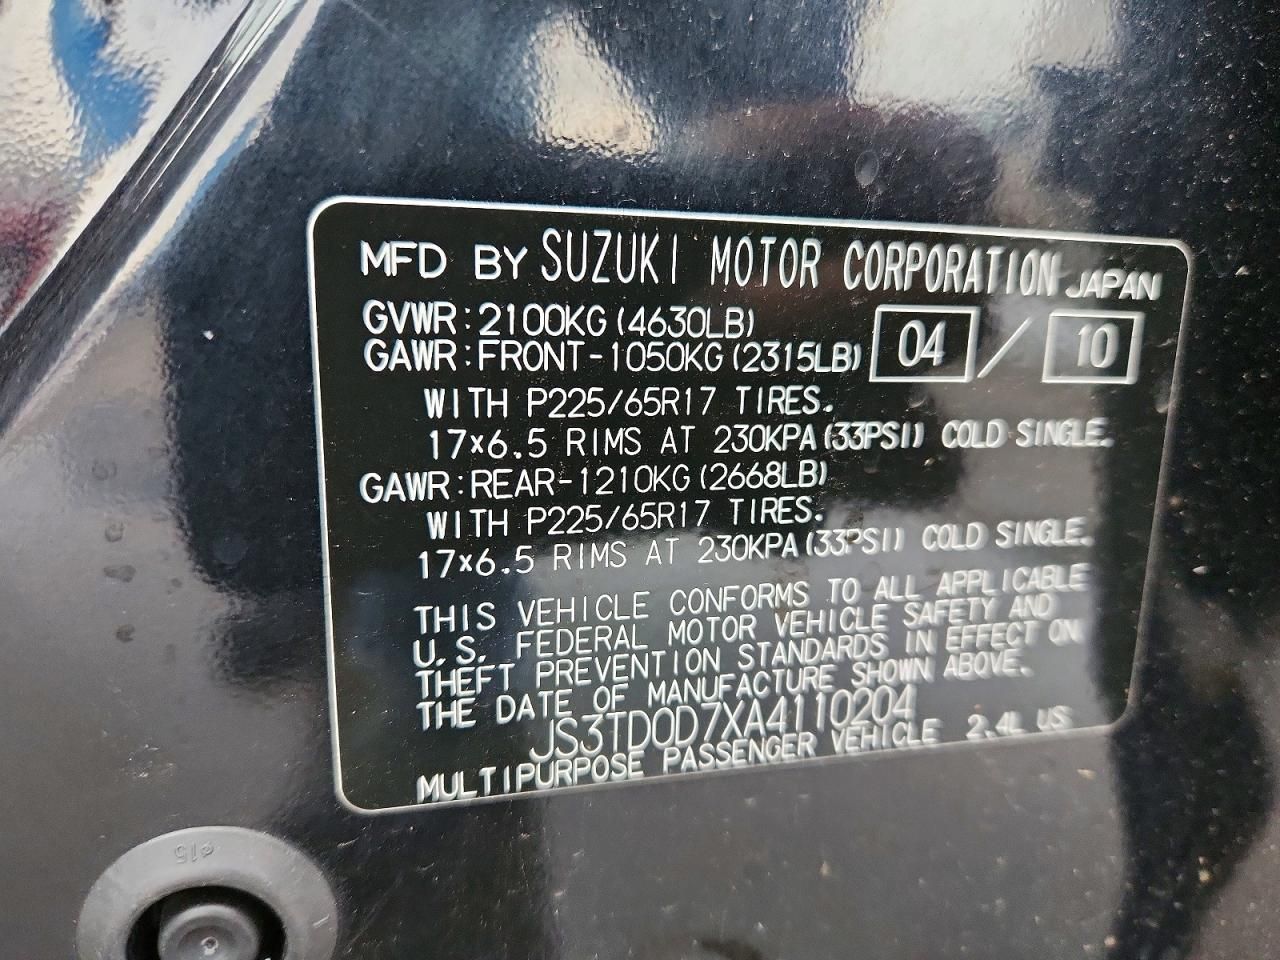 MFD BY SUZUKI MOTOR CORPORATION JAPAN
GVWR:2100KG(4630LB)
GAWR:FRONT-1050KG(2315LB) 04 / 10
WITH P225/65R17 TIRES.
17×6.5 RIMS AT 230KPA(33PSI) COLD SINGLE.
GAWR:REAR-1210KG(2668LB)
WITH P225/65R17 TIRES.
17×6.5 RIMS AT 230KPA(33PSI) COLD SINGLE.
THIS VEHICLE CONFORMS TO ALL APPLICABLE
U.S. FEDERAL MOTOR VEHICLE SAFETY AND
THEFT PREVENTION STANDARDS IN EFFECT ON
THE DATE OF MANUFACTURE SHOWN ABOVE.
JS3TD0D7XA4110204
MULTIPURPOSE PASSENGER VEHICLE 2.4L US
ø15